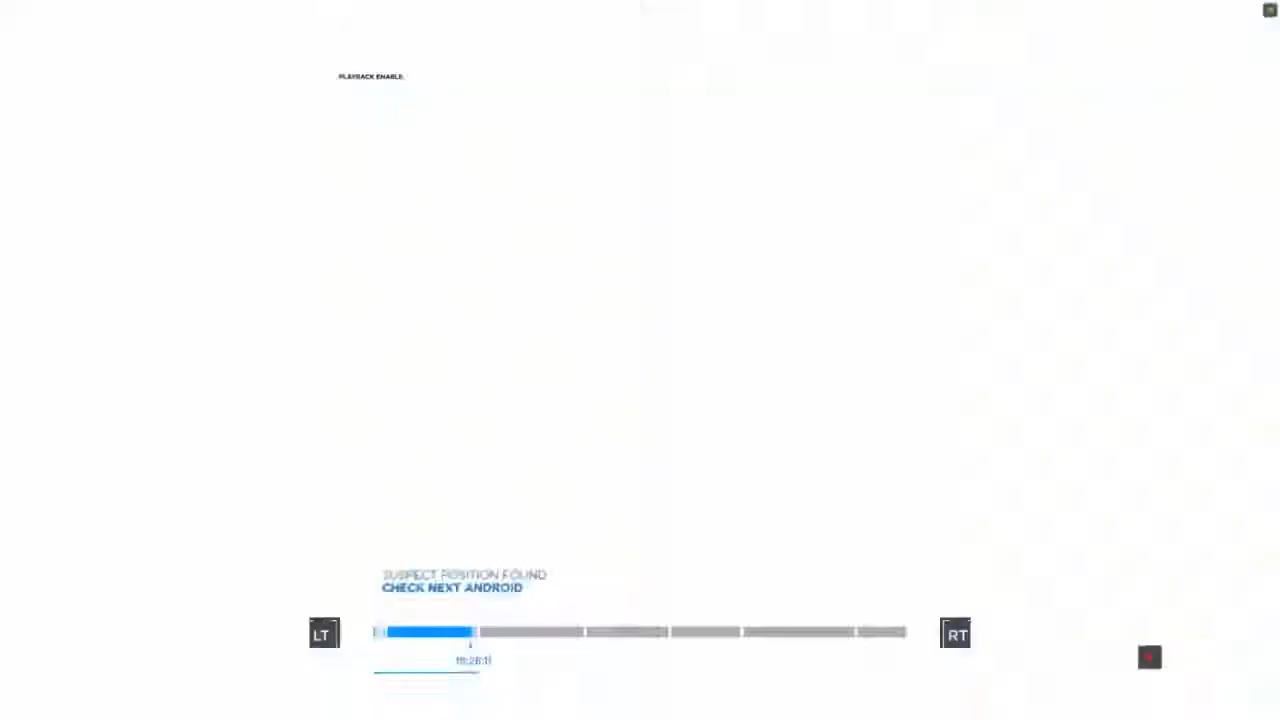 PLAYBACK ENABLE
SUSPECT POSITION FOUND
CHECK NEXT ANDROID
LT
RT